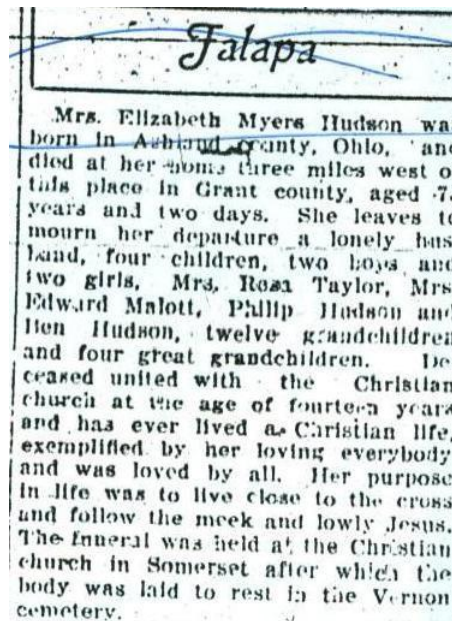 Jalapa
Mrs. Elizabeth Myers Hudson wa
born in Ashland county, Ohio, and
died at her home three miles west o
this place in Grant county, aged 7
years and two days. She leaves to
mourn her departure a lonely hus
band, four children, two boys and
two girls, Mrs. Rosa Taylor, Mrs
Edward Malott, Phillip Hudson and
Ben Hudson, twelve grandchildren
and four great grandchildren. De
ceased united with the Christian
church at the age of fourteen years
and has ever lived a Christian life,
exemplified by her loving everybody
and was loved by all. Her purpose
in life was to live close to the cross
and follow the meek and lowly Jesus.
The funeral was held at the Christian
church in Somerset after which the
body was laid to rest in the Vernon
cemetery.